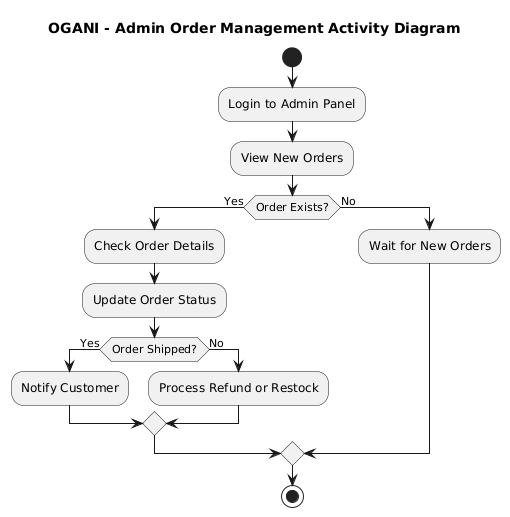 OGANI - Admin Order Management Activity Diagram
Login to Admin Panel
View New Orders
Order Exists?
Yes
No
Check Order Details
Wait for New Orders
Update Order Status
Order Shipped?
Yes
No
Notify Customer
Process Refund or Restock